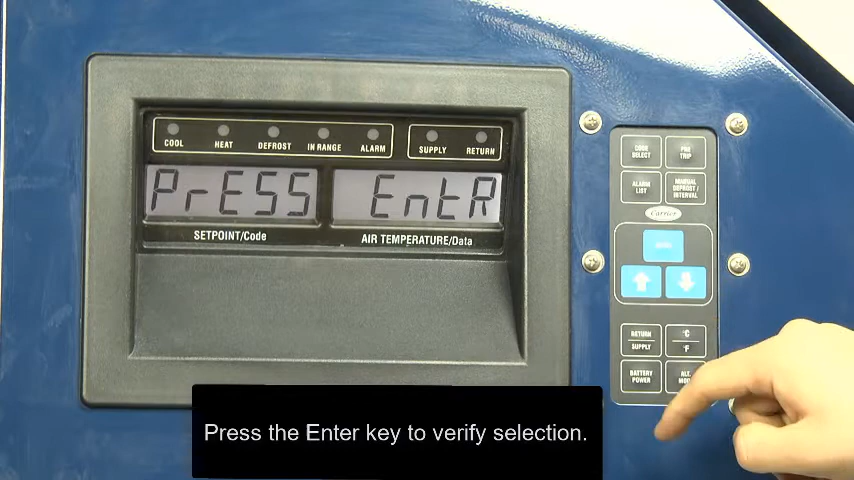 COOL HEAT DEFROST IN RANGE ALARM SUPPLY RETURN
PrESS EntR
SETPOINT/Code AIR TEMPERATURE/Data
CODE SELECT
PRE TRIP
ALARM LIST
MANUAL DEFROST / INTERVAL
Carrier
RETURN SUPPLY
°C °F
BATTERY POWER
ALT.
Press the Enter key to verify selection.